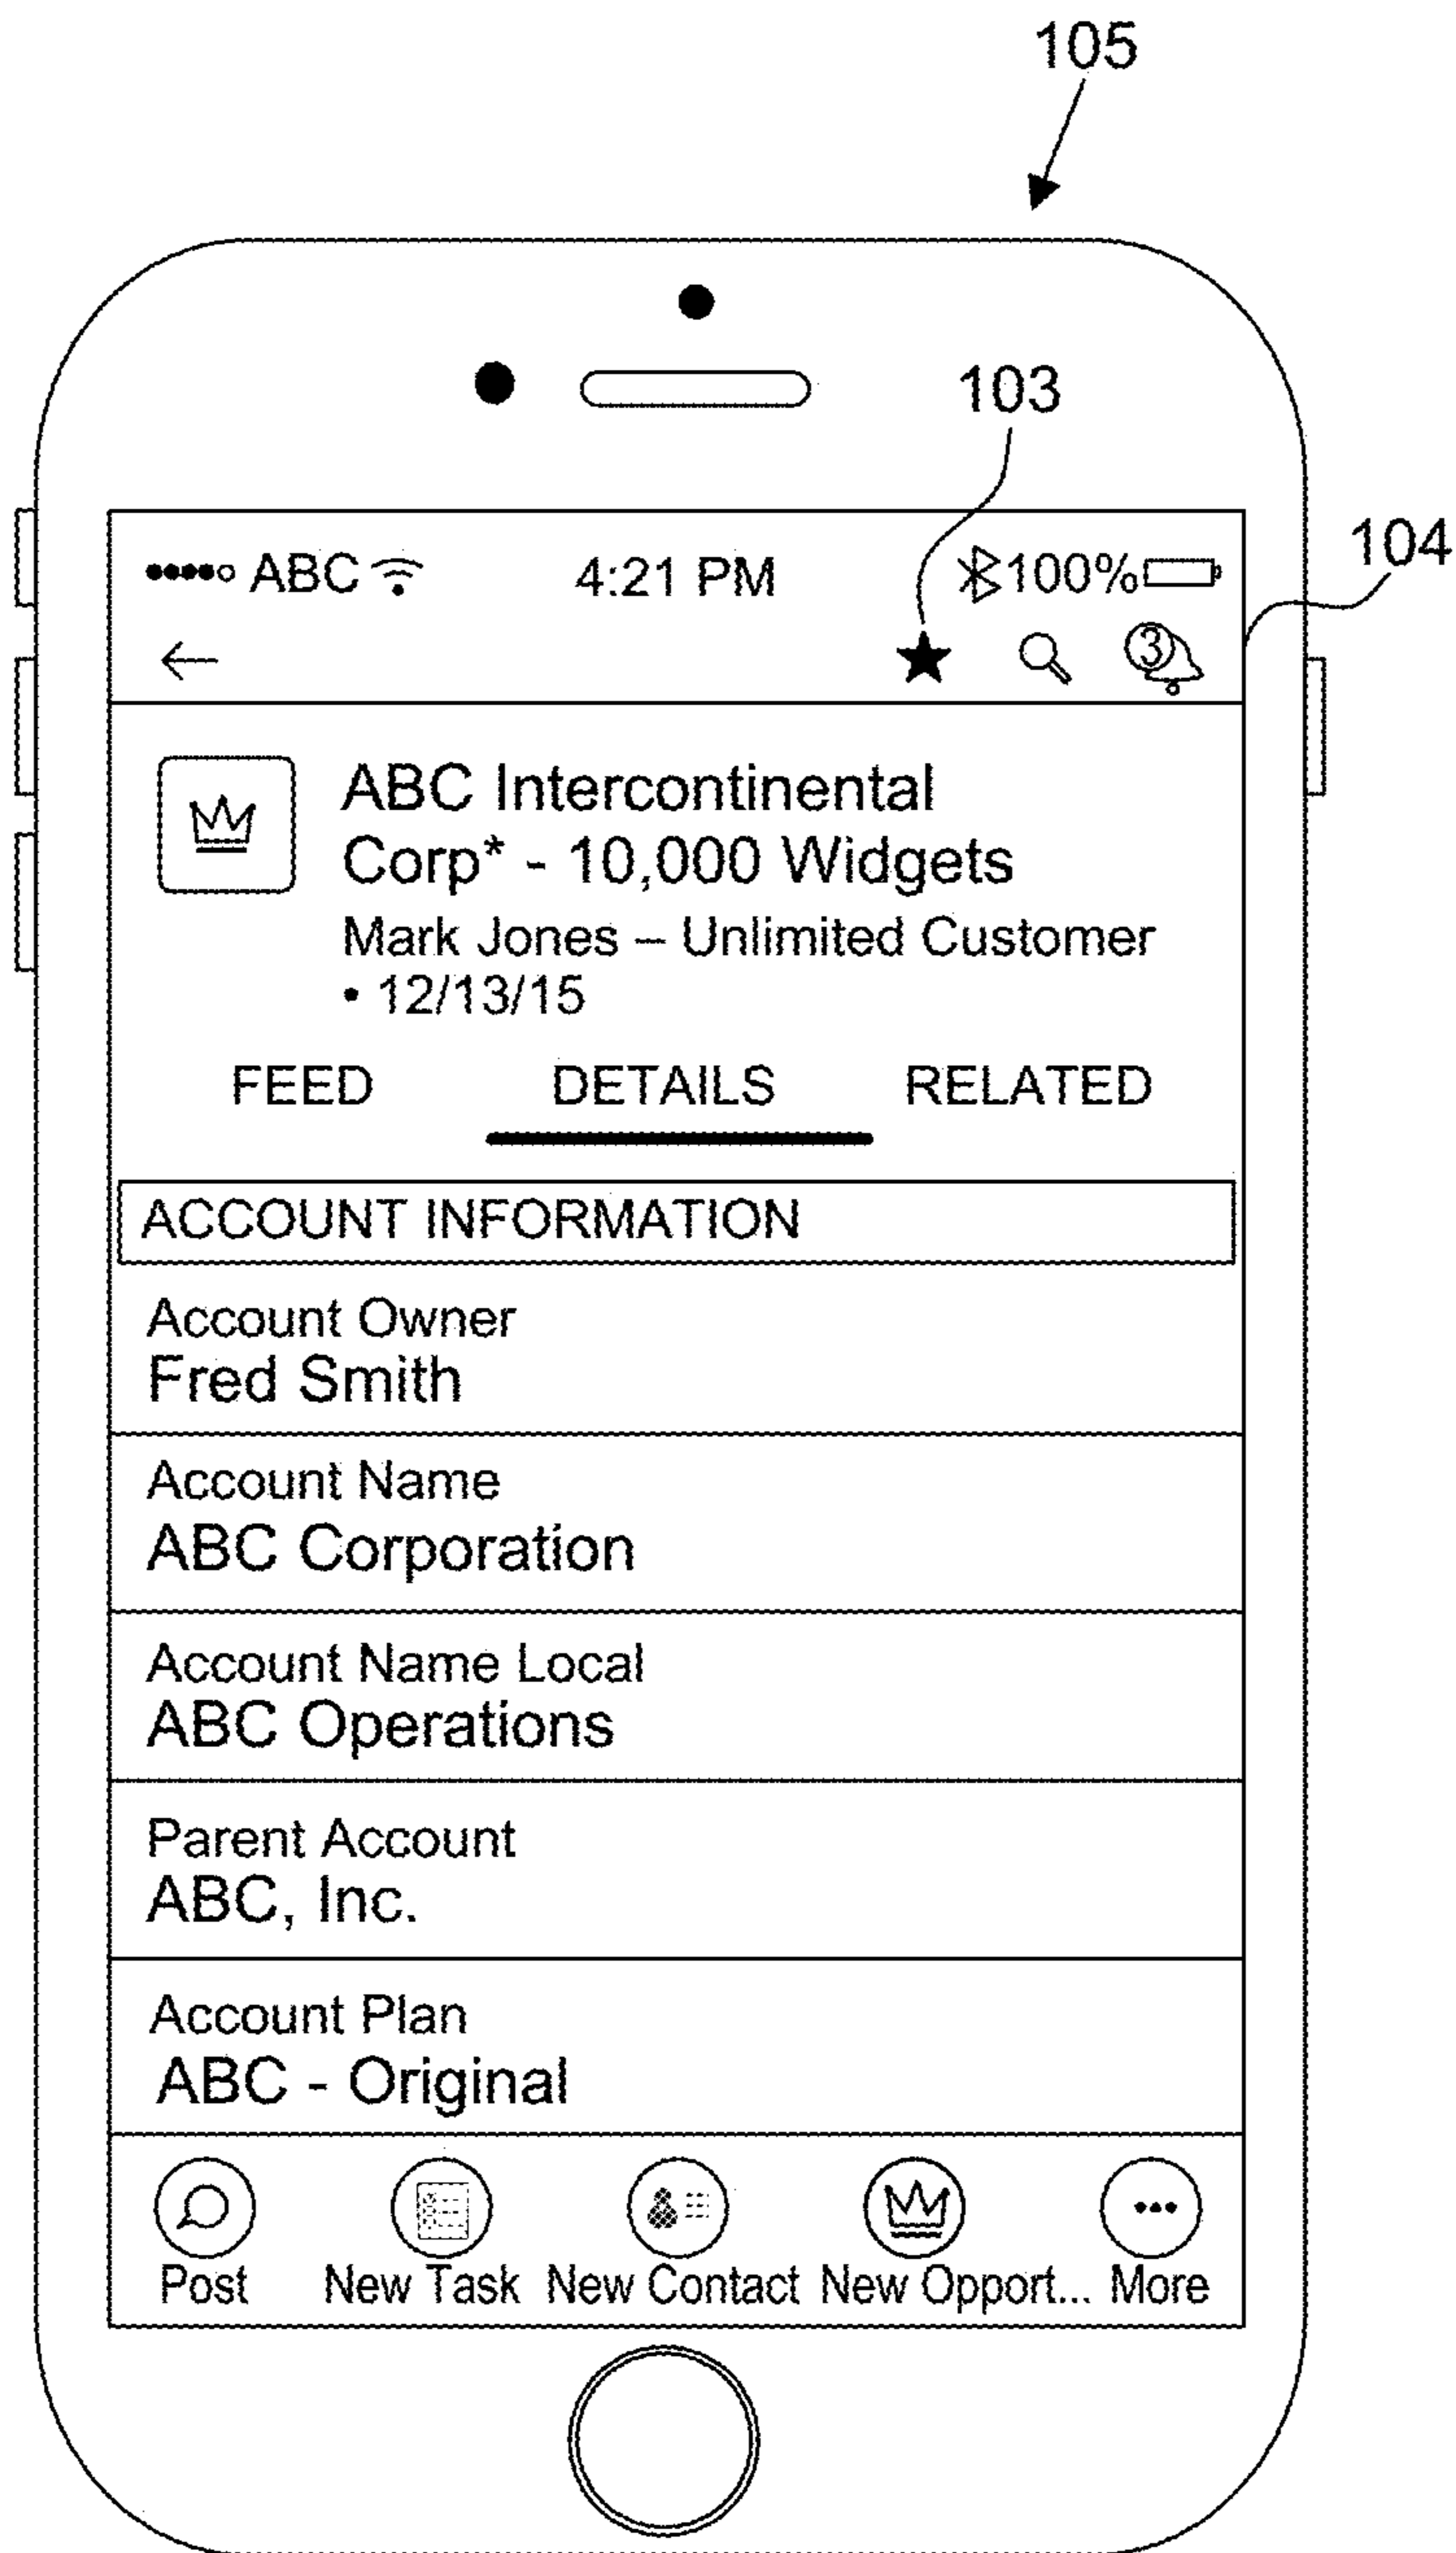 105
103
104
ABC 4:21 PM 100%
3
ABC Intercontinental
Corp* - 10,000 Widgets
Mark Jones – Unlimited Customer
• 12/13/15
FEED DETAILS RELATED
ACCOUNT INFORMATION
Account Owner
Fred Smith
Account Name
ABC Corporation
Account Name Local
ABC Operations
Parent Account
ABC, Inc.
Account Plan
ABC - Original
Post New Task New Contact New Opport... More